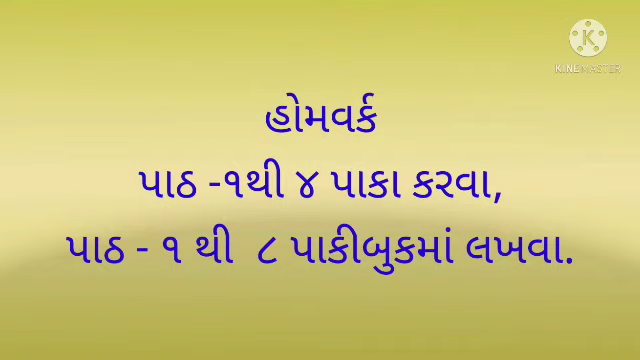 KINEMASTER
હોમવર્ક
પાઠ -૧થી ૪ પાકા કરવા,
પાઠ - ૧ થી ૮ પાકીબુકમાં લખવા.